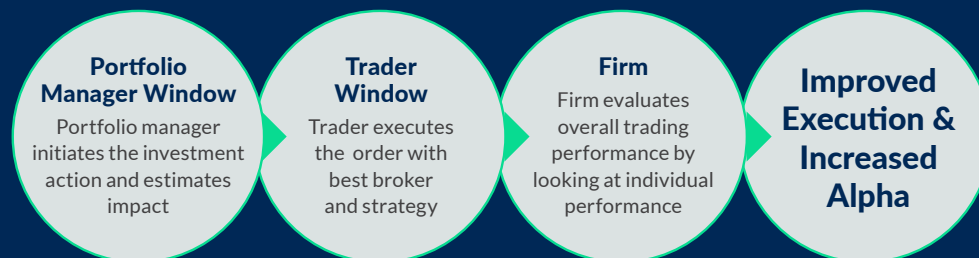 Portfolio
Manager Window
Portfolio manager
initiates the investment
action and estimates
impact
Trader
Window
Trader executes
the order with
best broker
and strategy
Firm
Firm evaluates
overall trading
performance by
looking at individual
performance
Improved
Execution &
Increased
Alpha